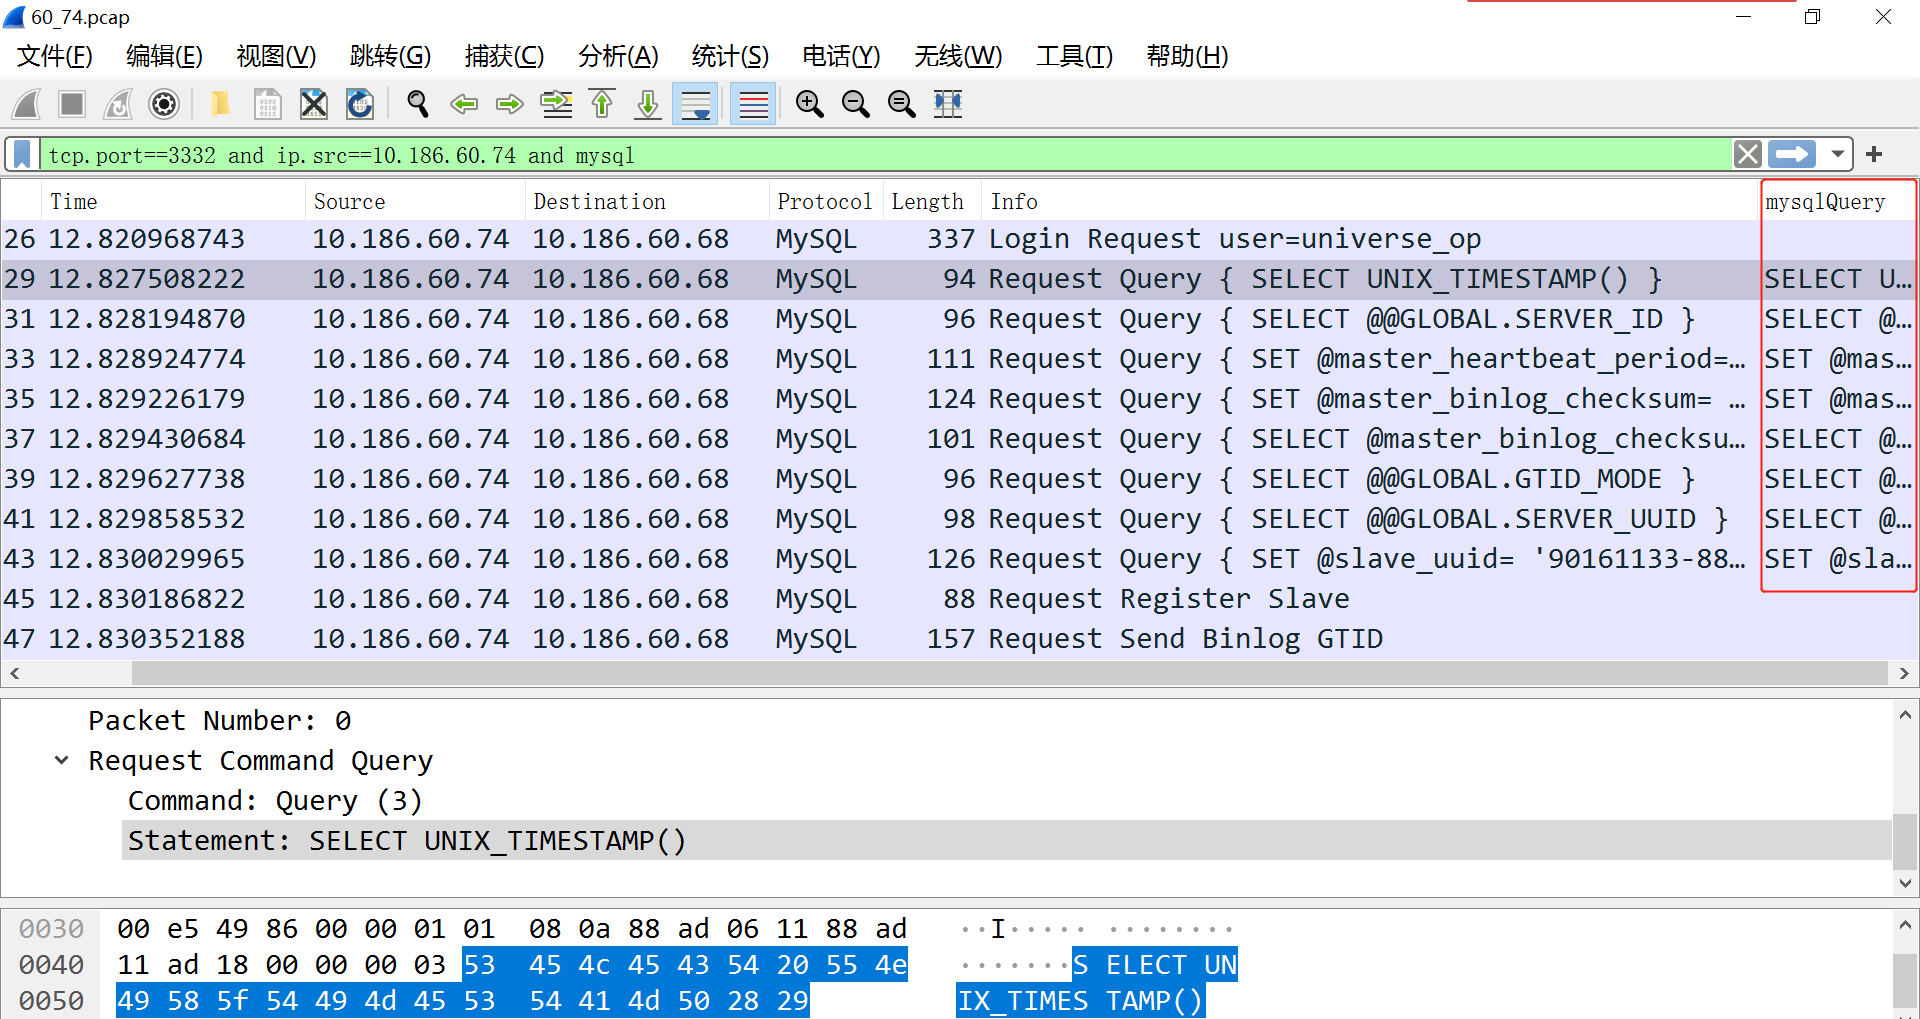 60_74.pcap
文件(F) 编辑(E) 视图(V) 跳转(G) 捕获(C) 分析(A) 统计(S) 电话(Y) 无线(W) 工具(T) 帮助(H)
tcp.port==3332 and ip.src==10.186.60.74 and mysql
Time Source Destination Protocol Length Info mysqlQuery
26 12.820968743 10.186.60.74 10.186.60.68 MySQL 337 Login Request user=universe_op
29 12.827508222 10.186.60.74 10.186.60.68 MySQL 94 Request Query { SELECT UNIX_TIMESTAMP() } SELECT U…
31 12.828194870 10.186.60.74 10.186.60.68 MySQL 96 Request Query { SELECT @@GLOBAL.SERVER_ID } SELECT @…
33 12.828924774 10.186.60.74 10.186.60.68 MySQL 111 Request Query { SET @master_heartbeat_period=… SET @mas…
35 12.829226179 10.186.60.74 10.186.60.68 MySQL 124 Request Query { SET @master_binlog_checksum= … SET @mas…
37 12.829430684 10.186.60.74 10.186.60.68 MySQL 101 Request Query { SELECT @master_binlog_checksu… SELECT @…
39 12.829627738 10.186.60.74 10.186.60.68 MySQL 96 Request Query { SELECT @@GLOBAL.GTID_MODE } SELECT @…
41 12.829858532 10.186.60.74 10.186.60.68 MySQL 98 Request Query { SELECT @@GLOBAL.SERVER_UUID } SELECT @…
43 12.830029965 10.186.60.74 10.186.60.68 MySQL 126 Request Query { SET @slave_uuid= '90161133-88… SET @sla…
45 12.830186822 10.186.60.74 10.186.60.68 MySQL 88 Request Register Slave
47 12.830352188 10.186.60.74 10.186.60.68 MySQL 157 Request Send Binlog GTID
Packet Number: 0
Request Command Query
Command: Query (3)
Statement: SELECT UNIX_TIMESTAMP()
0030 00 e5 49 86 00 00 01 01 08 0a 88 ad 06 11 88 ad ··I····· ········
0040 11 ad 18 00 00 00 03 53 45 4c 45 43 54 20 55 4e ·······S ELECT UN
0050 49 58 5f 54 49 4d 45 53 54 41 4d 50 28 29 IX_TIMES TAMP()